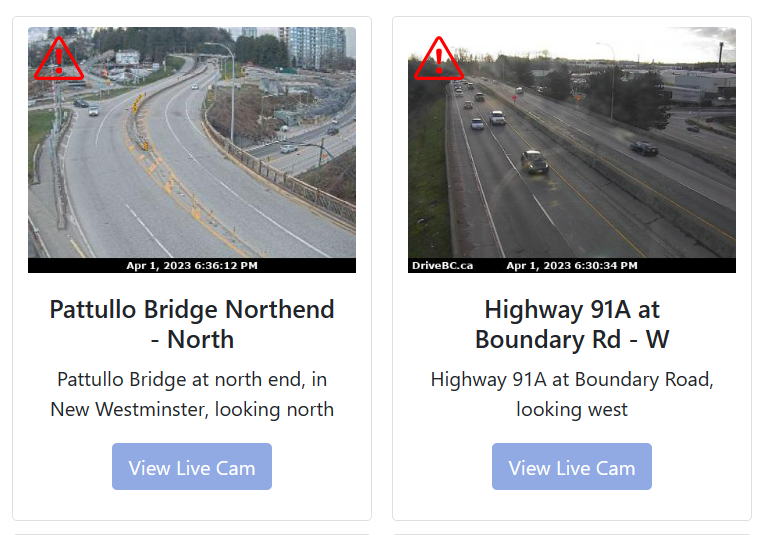 Apr 1, 2023 6:36:12 PM
Pattullo Bridge Northend
- North
Pattullo Bridge at north end, in
New Westminster, looking north
View Live Cam
DriveBC.ca Apr 1, 2023 6:30:34 PM
Highway 91A at
Boundary Rd - W
Highway 91A at Boundary Road,
looking west
View Live Cam